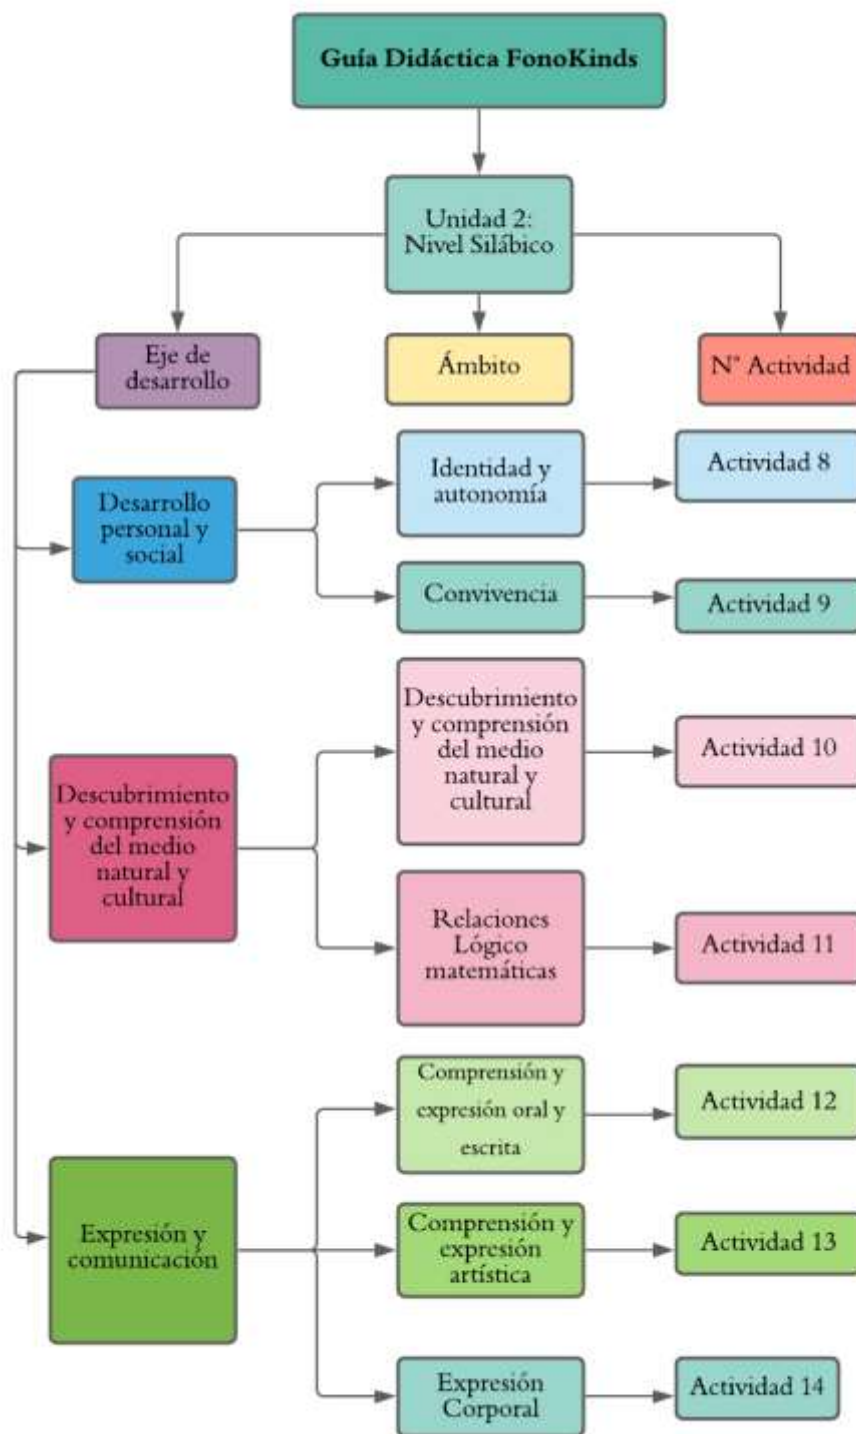 Guía Didáctica FonoKinds
Unidad 2:
Nivel Silábico
Eje de
desarrollo
Ámbito
N° Actividad
Desarrollo
personal y
social
Identidad y
autonomía
Actividad 8
Convivencia
Actividad 9
Descubrimiento
y comprensión
del medio
natural y
cultural
Descubrimiento
y comprensión
del medio
natural y
cultural
Actividad 10
Relaciones
Lógico
matemáticas
Actividad 11
Expresión y
comunicación
Comprensión y
expresión oral y
escrita
Actividad 12
Comprensión y
expresión
artística
Actividad 13
Expresión
Corporal
Actividad 14